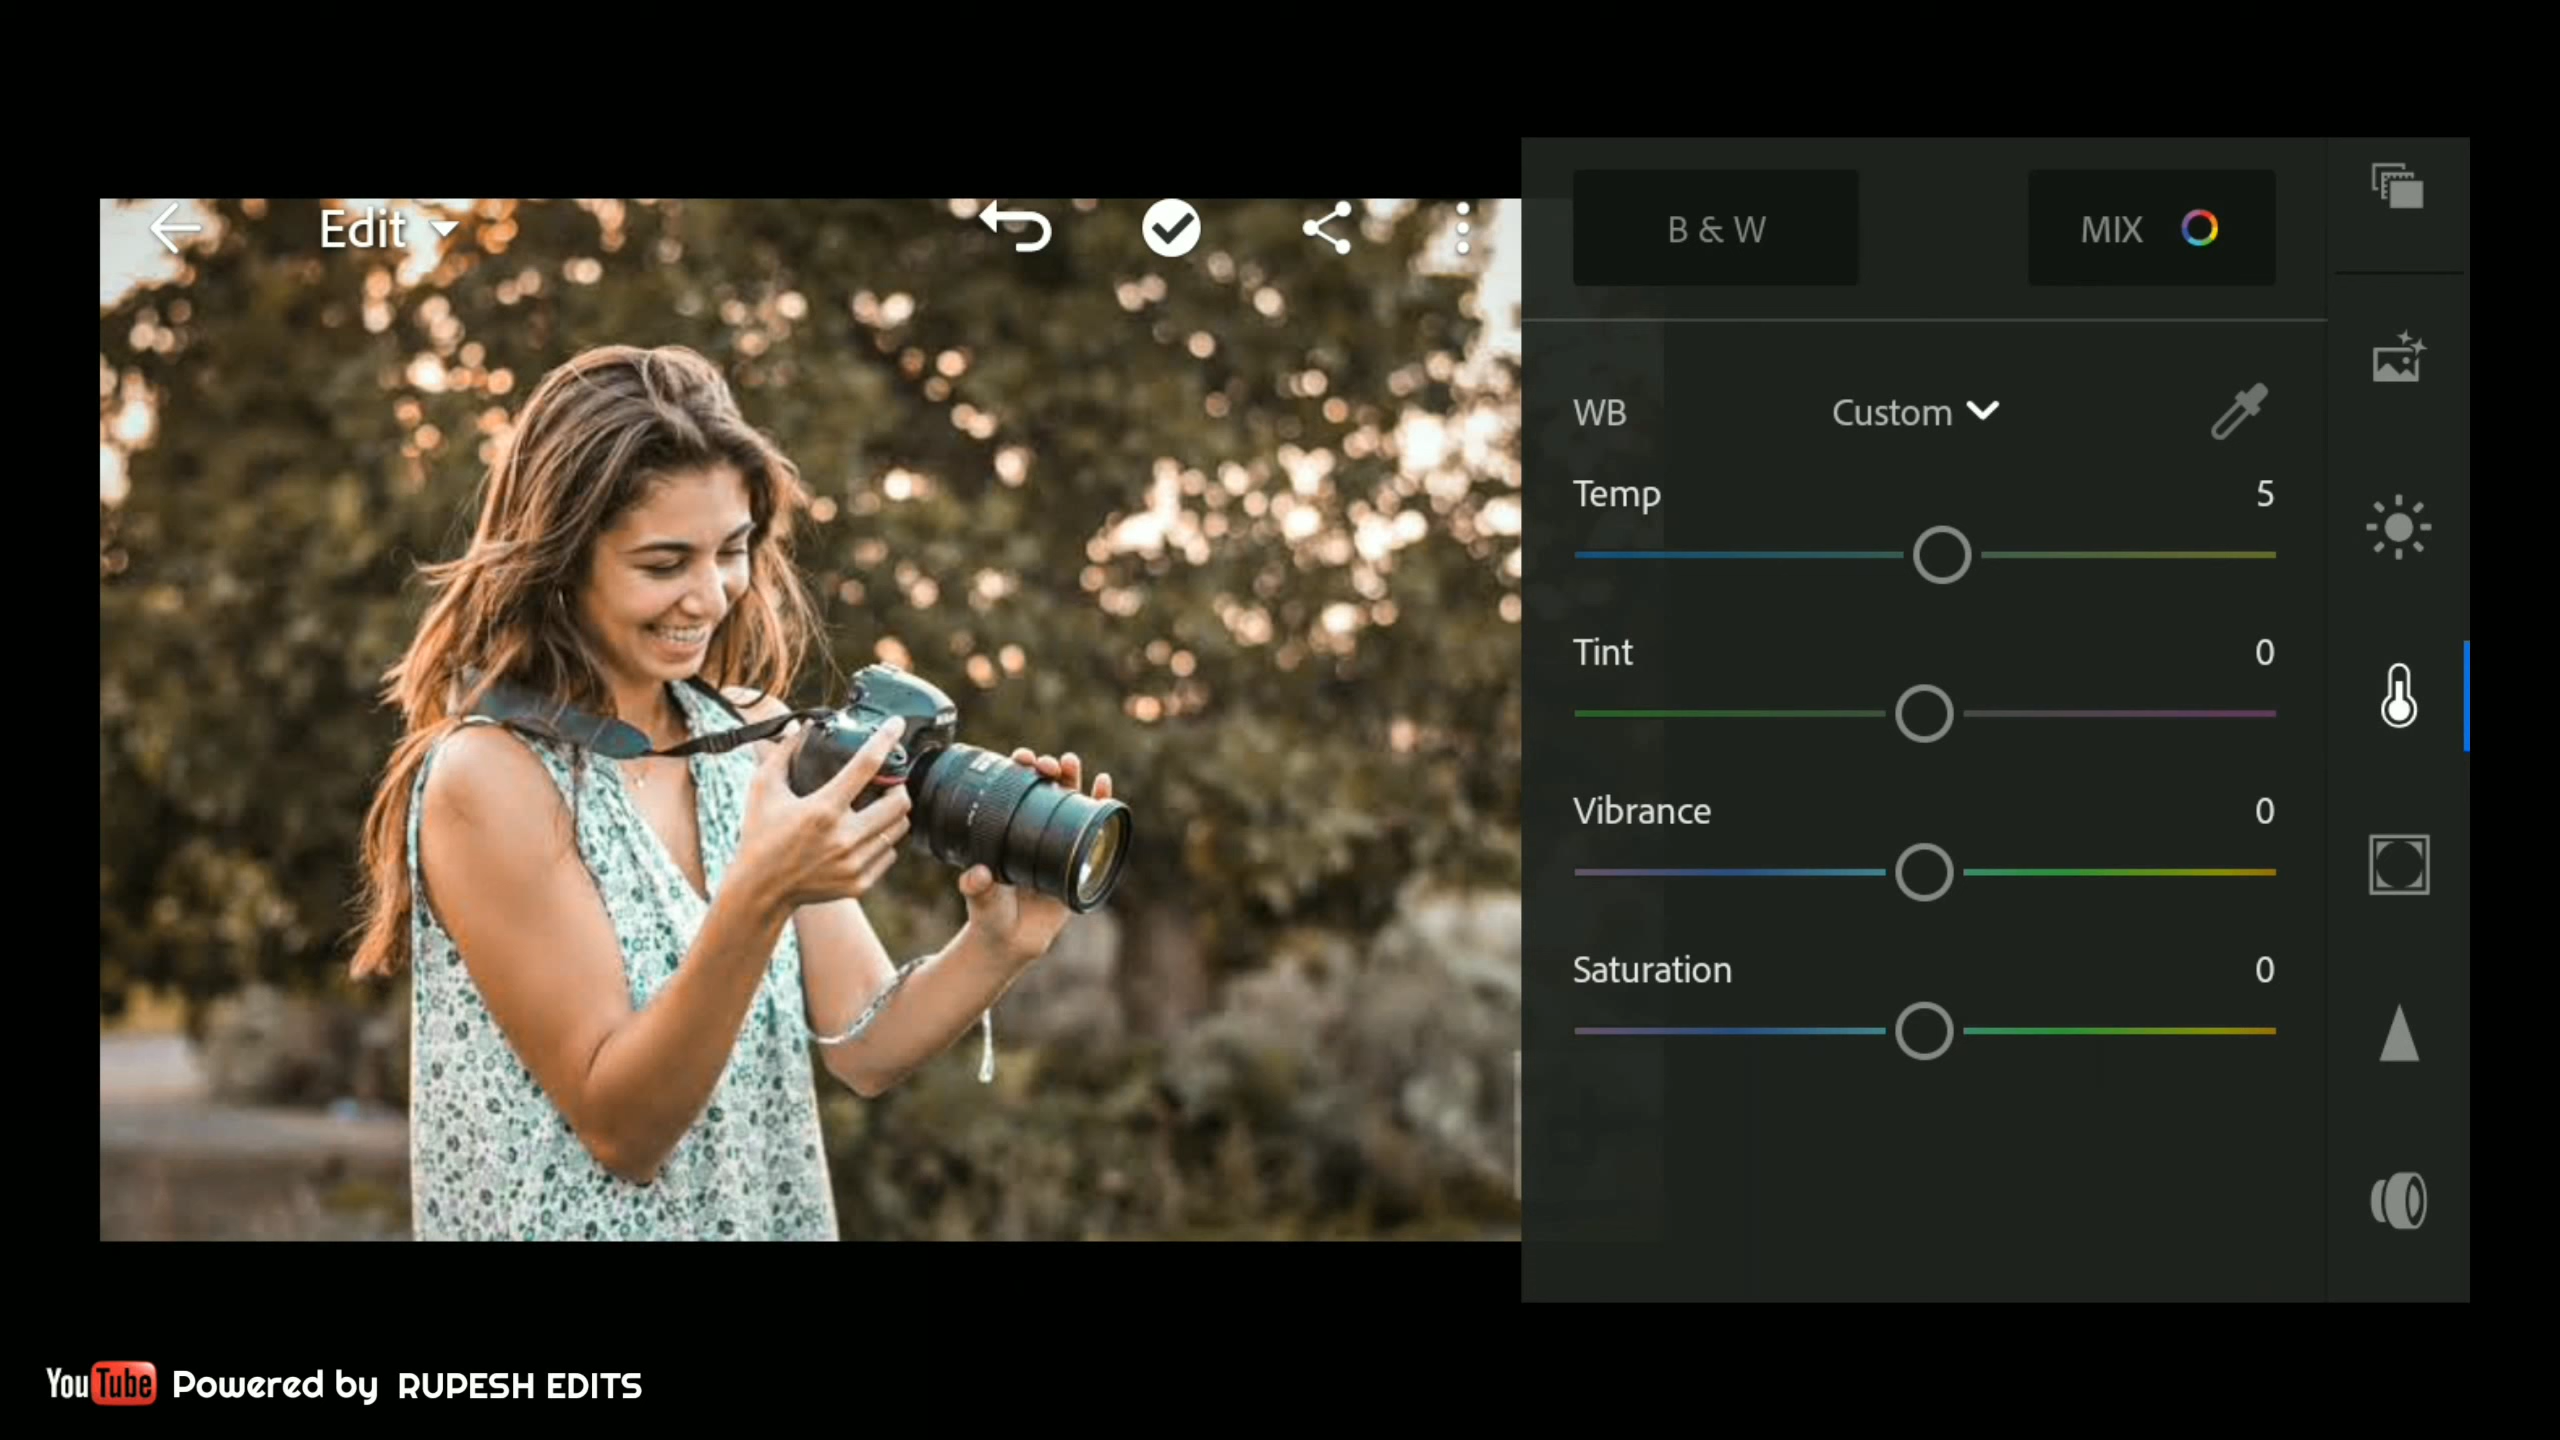 Edit
B & W
MIX
WB Custom
Temp 5
Tint 0
Vibrance 0
Saturation 0
YouTube Powered by RUPESH EDITS